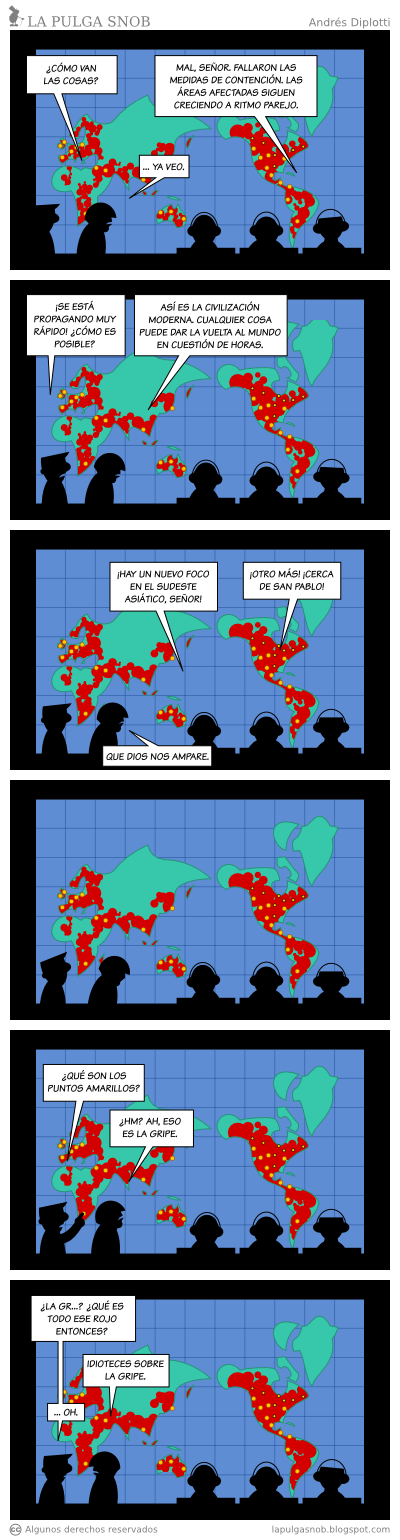 LA PULGA SNOB
Andrés Diplotti
¿CÓMO VAN
LAS COSAS?
MAL, SEÑOR. FALLARON LAS
MEDIDAS DE CONTENCIÓN. LAS
ÁREAS AFECTADAS SIGUEN
CRECIENDO A RITMO PAREJO.
... YA VEO.
¡SE ESTÁ
PROPAGANDO MUY
RÁPIDO! ¿CÓMO ES
POSIBLE?
ASÍ ES LA CIVILIZACIÓN
MODERNA. CUALQUIER COSA
PUEDE DAR LA VUELTA AL MUNDO
EN CUESTIÓN DE HORAS.
¡HAY UN NUEVO FOCO
EN EL SUDESTE
ASIÁTICO, SEÑOR!
¡OTRO MÁS! ¡CERCA
DE SAN PABLO!
QUE DIOS NOS AMPARE.
¿QUÉ SON LOS
PUNTOS AMARILLOS?
¿HM? AH, ESO
ES LA GRIPE.
¿LA GR...? ¿QUÉ ES
TODO ESE ROJO
ENTONCES?
IDIOTECES SOBRE
LA GRIPE.
... OH.
cc Algunos derechos reservados
lapulgasnob.blogspot.com